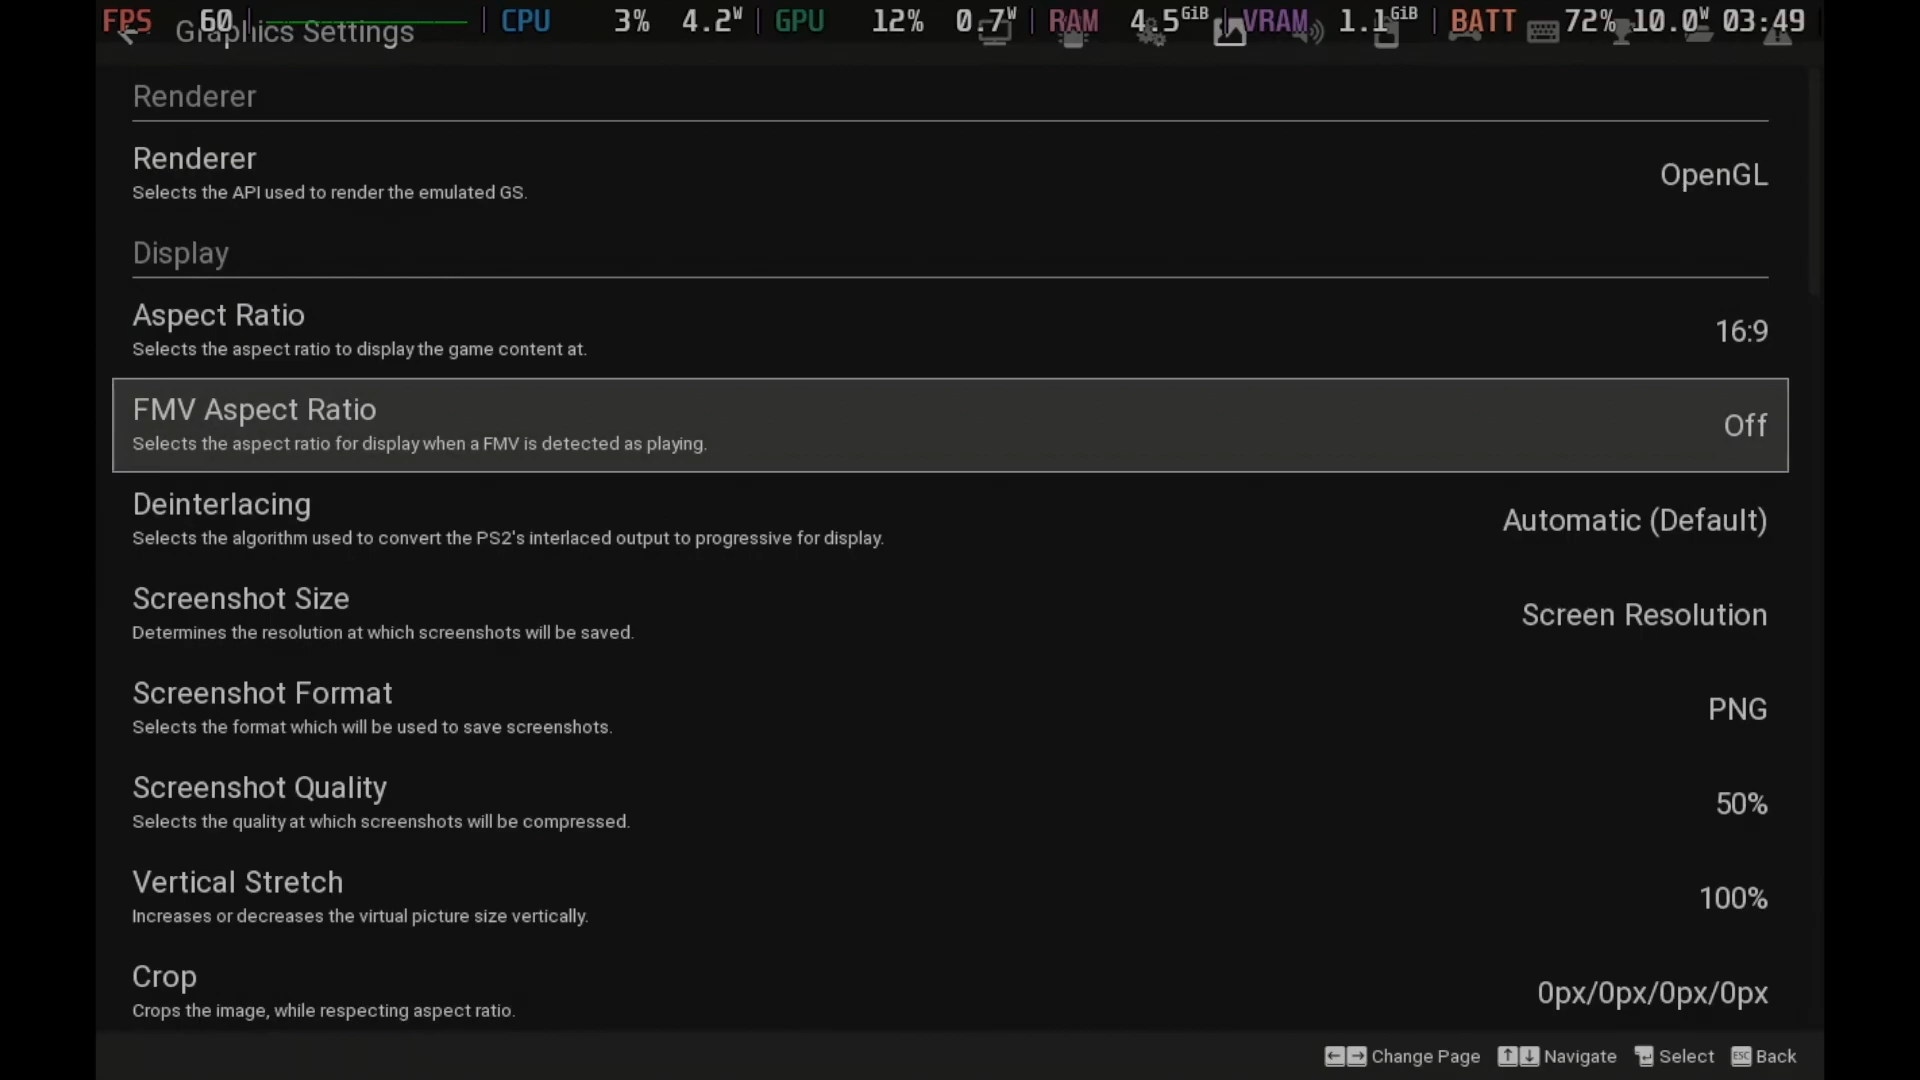 FPS 60 CPU 3% 4.2W GPU 12% 0.7W RAM 4.5GiB VRAM 1.1GiB BATT 72% 10.0W 03:49
Graphics Settings
Renderer
Renderer
Selects the API used to render the emulated GS.
OpenGL
Display
Aspect Ratio
Selects the aspect ratio to display the game content at.
16:9
FMV Aspect Ratio
Selects the aspect ratio for display when a FMV is detected as playing.
Off
Deinterlacing
Selects the algorithm used to convert the PS2's interlaced output to progressive for display.
Automatic (Default)
Screenshot Size
Determines the resolution at which screenshots will be saved.
Screen Resolution
Screenshot Format
Selects the format which will be used to save screenshots.
PNG
Screenshot Quality
Selects the quality at which screenshots will be compressed.
50%
Vertical Stretch
Increases or decreases the virtual picture size vertically.
100%
Crop
Crops the image, while respecting aspect ratio.
0px/0px/0px/0px
Change Page Navigate Select ESC Back